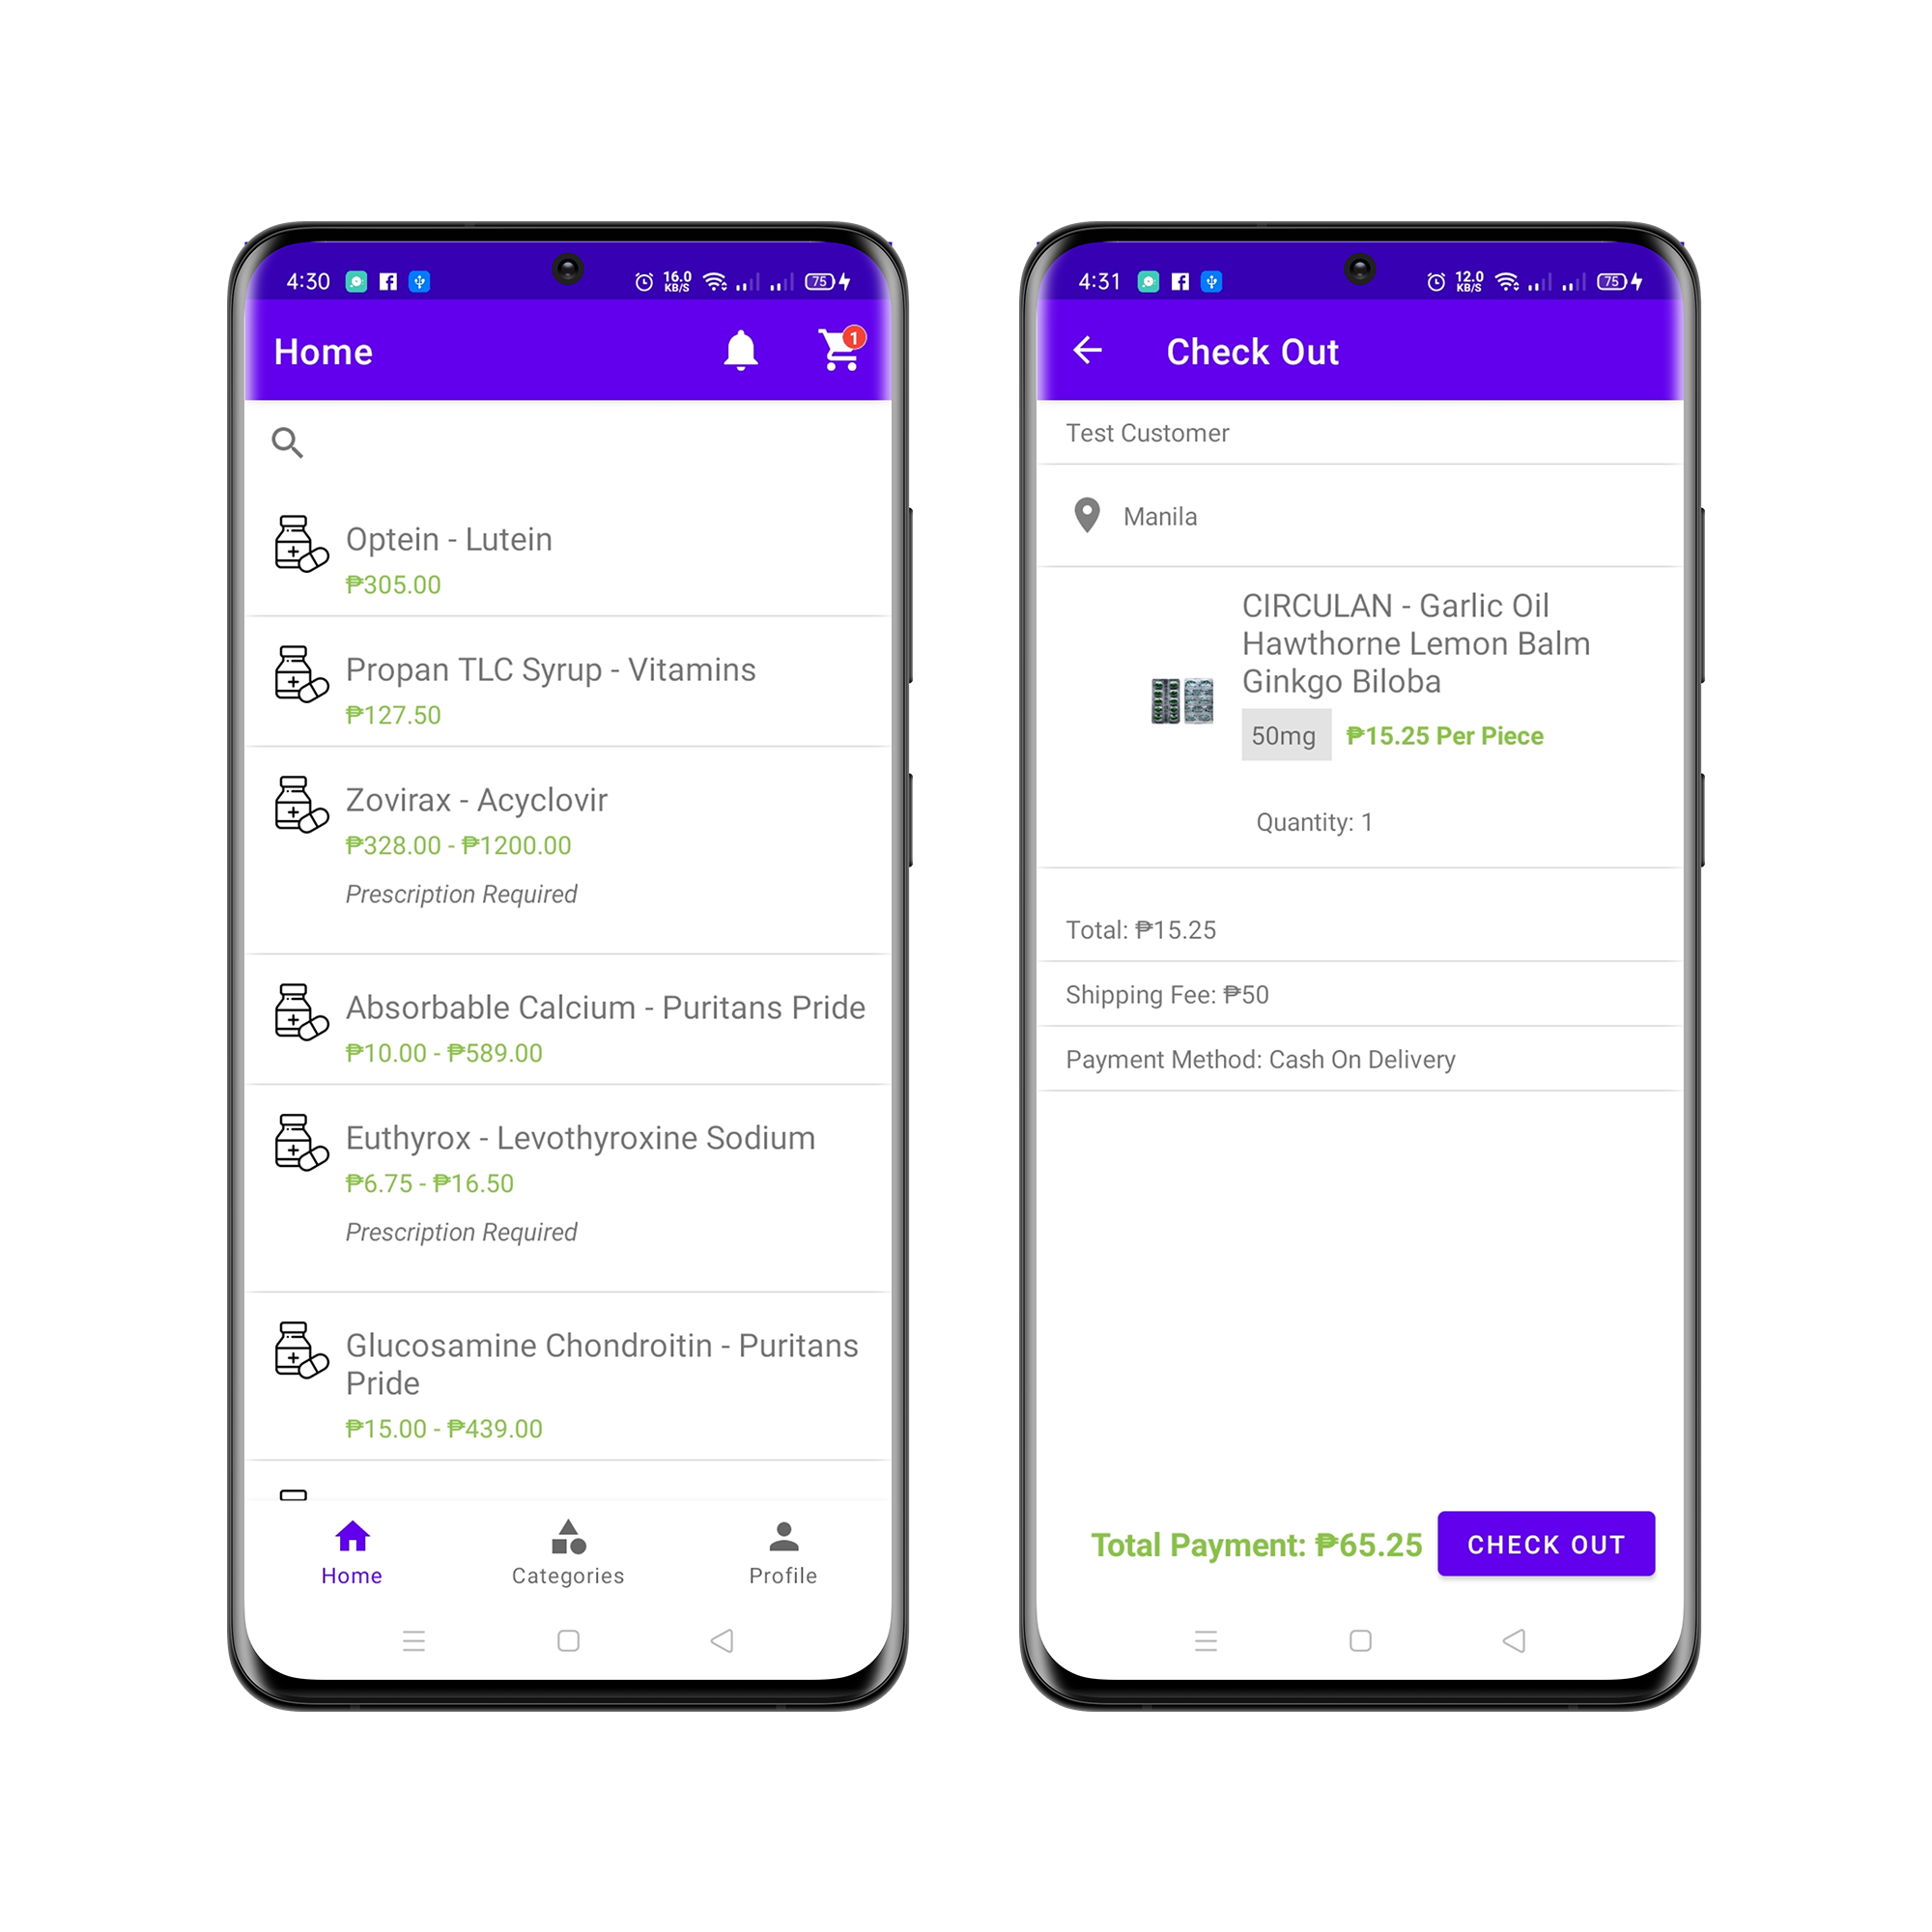 4:30
16.0
KB/S
75
Home
1
Optein - Lutein
₱305.00
Propan TLC Syrup - Vitamins
₱127.50
Zovirax - Acyclovir
₱328.00 - ₱1200.00
Prescription Required
Absorbable Calcium - Puritans Pride
₱10.00 - ₱589.00
Euthyrox - Levothyroxine Sodium
₱6.75 - ₱16.50
Prescription Required
Glucosamine Chondroitin - Puritans
Pride
₱15.00 - ₱439.00
Home
Categories
Profile
4:31
12.0
KB/S
75
Check Out
Test Customer
Manila
CIRCULAN - Garlic Oil
Hawthorne Lemon Balm
Ginkgo Biloba
50mg ₱15.25 Per Piece
Quantity: 1
Total: ₱15.25
Shipping Fee: ₱50
Payment Method: Cash On Delivery
Total Payment: ₱65.25
CHECK OUT